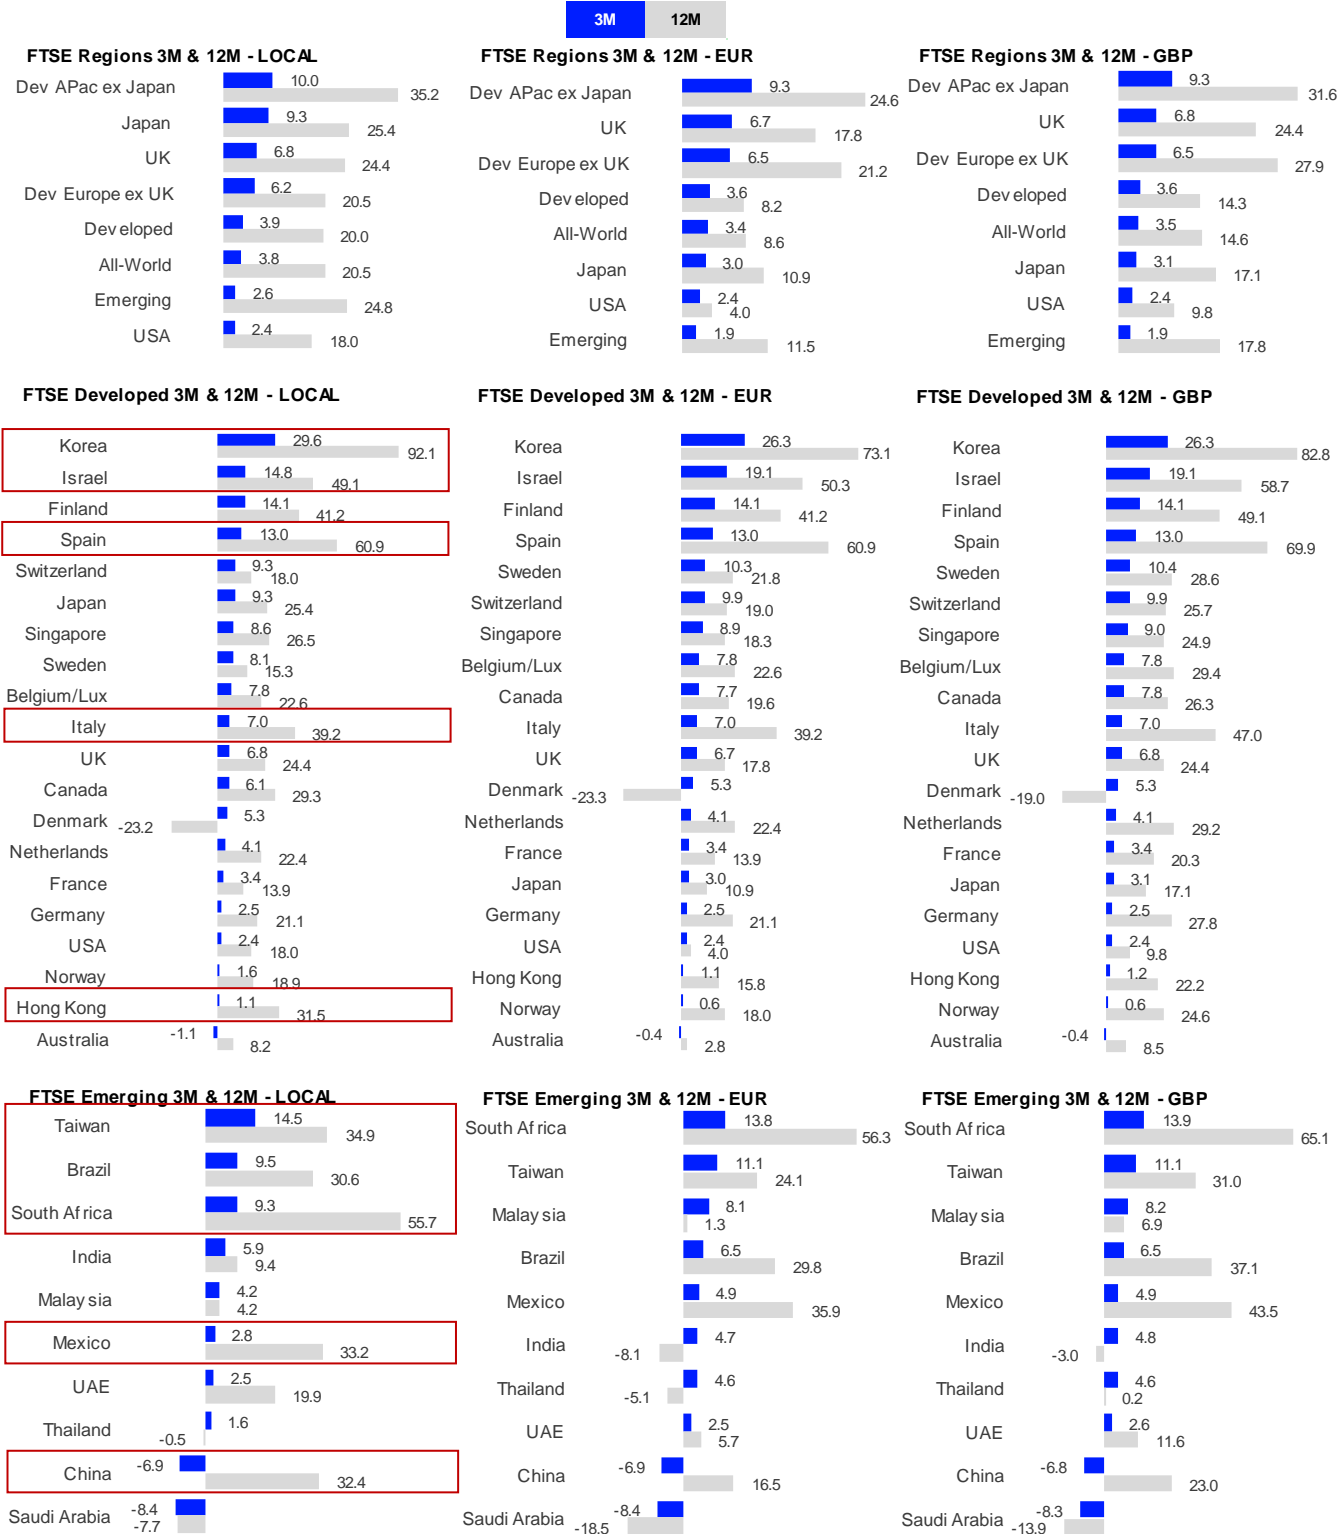 3M 12M
FTSE Regions 3M & 12M - LOCAL
Dev APac ex Japan 10.0 35.2
Japan 9.3 25.4
UK 6.8 24.4
Dev Europe ex UK 6.2 20.5
Developed 3.9 20.0
All-World 3.8 20.5
Emerging 2.6 24.8
USA 2.4 18.0
FTSE Regions 3M & 12M - EUR
Dev APac ex Japan 9.3 24.6
UK 6.7 17.8
Dev Europe ex UK 6.5 21.2
Developed 3.6 8.2
All-World 3.4 8.6
Japan 3.0 10.9
USA 2.4 4.0
Emerging 1.9 11.5
FTSE Regions 3M & 12M - GBP
Dev APac ex Japan 9.3 31.6
UK 6.8 24.4
Dev Europe ex UK 6.5 27.9
Developed 3.6 14.3
All-World 3.5 14.6
Japan 3.1 17.1
USA 2.4 9.8
Emerging 1.9 17.8
FTSE Developed 3M & 12M - LOCAL
Korea 29.6 92.1
Israel 14.8 49.1
Finland 14.1 41.2
Spain 13.0 60.9
Switzerland 9.3 18.0
Japan 9.3 25.4
Singapore 8.6 26.5
Sweden 8.1 15.3
Belgium/Lux 7.8 22.6
Italy 7.0 39.2
UK 6.8 24.4
Canada 6.1 29.3
Denmark 5.3 -23.2
Netherlands 4.1 22.4
France 3.4 13.9
Germany 2.5 21.1
USA 2.4 18.0
Norway 1.6 18.9
Hong Kong 1.1 31.5
Australia -1.1 8.2
FTSE Developed 3M & 12M - EUR
Korea 26.3 73.1
Israel 19.1 50.3
Finland 14.1 41.2
Spain 13.0 60.9
Sweden 10.3 21.8
Switzerland 9.9 19.0
Singapore 8.9 18.3
Belgium/Lux 7.8 22.6
Canada 7.7 19.6
Italy 7.0 39.2
UK 6.7 17.8
Denmark 5.3 -23.3
Netherlands 4.1 22.4
France 3.4 13.9
Japan 3.0 10.9
Germany 2.5 21.1
USA 2.4 4.0
Hong Kong 1.1 15.8
Norway 0.6 18.0
Australia -0.4 2.8
FTSE Developed 3M & 12M - GBP
Korea 26.3 82.8
Israel 19.1 58.7
Finland 14.1 49.1
Spain 13.0 69.9
Sweden 10.4 28.6
Switzerland 9.9 25.7
Singapore 9.0 24.9
Belgium/Lux 7.8 29.4
Canada 7.8 26.3
Italy 7.0 47.0
UK 6.8 24.4
Denmark 5.3 -19.0
Netherlands 4.1 29.2
France 3.4 20.3
Japan 3.1 17.1
Germany 2.5 27.8
USA 2.4 9.8
Hong Kong 1.2 22.2
Norway 0.6 24.6
Australia -0.4 8.5
FTSE Emerging 3M & 12M - LOCAL
Taiwan 14.5 34.9
Brazil 9.5 30.6
South Africa 9.3 55.7
India 5.9 9.4
Malaysia 4.2 4.2
Mexico 2.8 33.2
UAE 2.5 19.9
Thailand 1.6 -0.5
China -6.9 32.4
Saudi Arabia -8.4 -7.7
FTSE Emerging 3M & 12M - EUR
South Africa 13.8 56.3
Taiwan 11.1 24.1
Malaysia 8.1 1.3
Brazil 6.5 29.8
Mexico 4.9 35.9
India 4.7 -8.1
Thailand 4.6 -5.1
UAE 2.5 5.7
China -6.9 16.5
Saudi Arabia -8.4 -18.5
FTSE Emerging 3M & 12M - GBP
South Africa 13.9 65.1
Taiwan 11.1 31.0
Malaysia 8.2 6.9
Brazil 6.5 37.1
Mexico 4.9 43.5
India 4.8 -3.0
Thailand 4.6 0.2
UAE 2.6 11.6
China -6.8 23.0
Saudi Arabia -8.3 -13.9